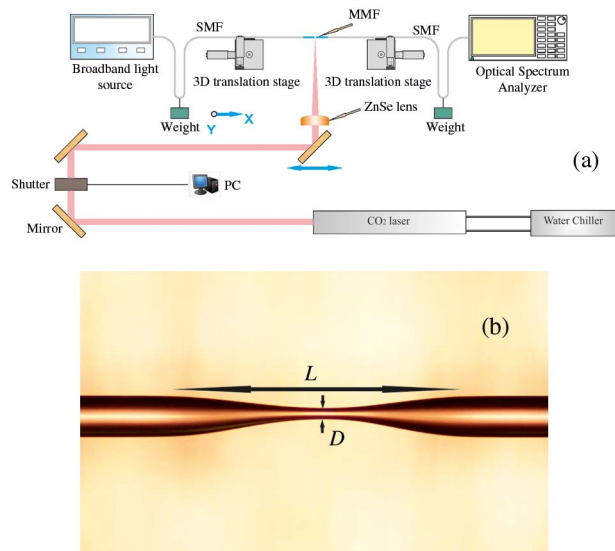 SMF
MMF
SMF
Broadband light
source
3D translation stage
3D translation stage
Optical Spectrum
Analyzer
Weight
Y
X
ZnSe lens
Weight
(a)
Shutter
PC
Mirror
CO₂ laser
Water Chiller
(b)
L
D